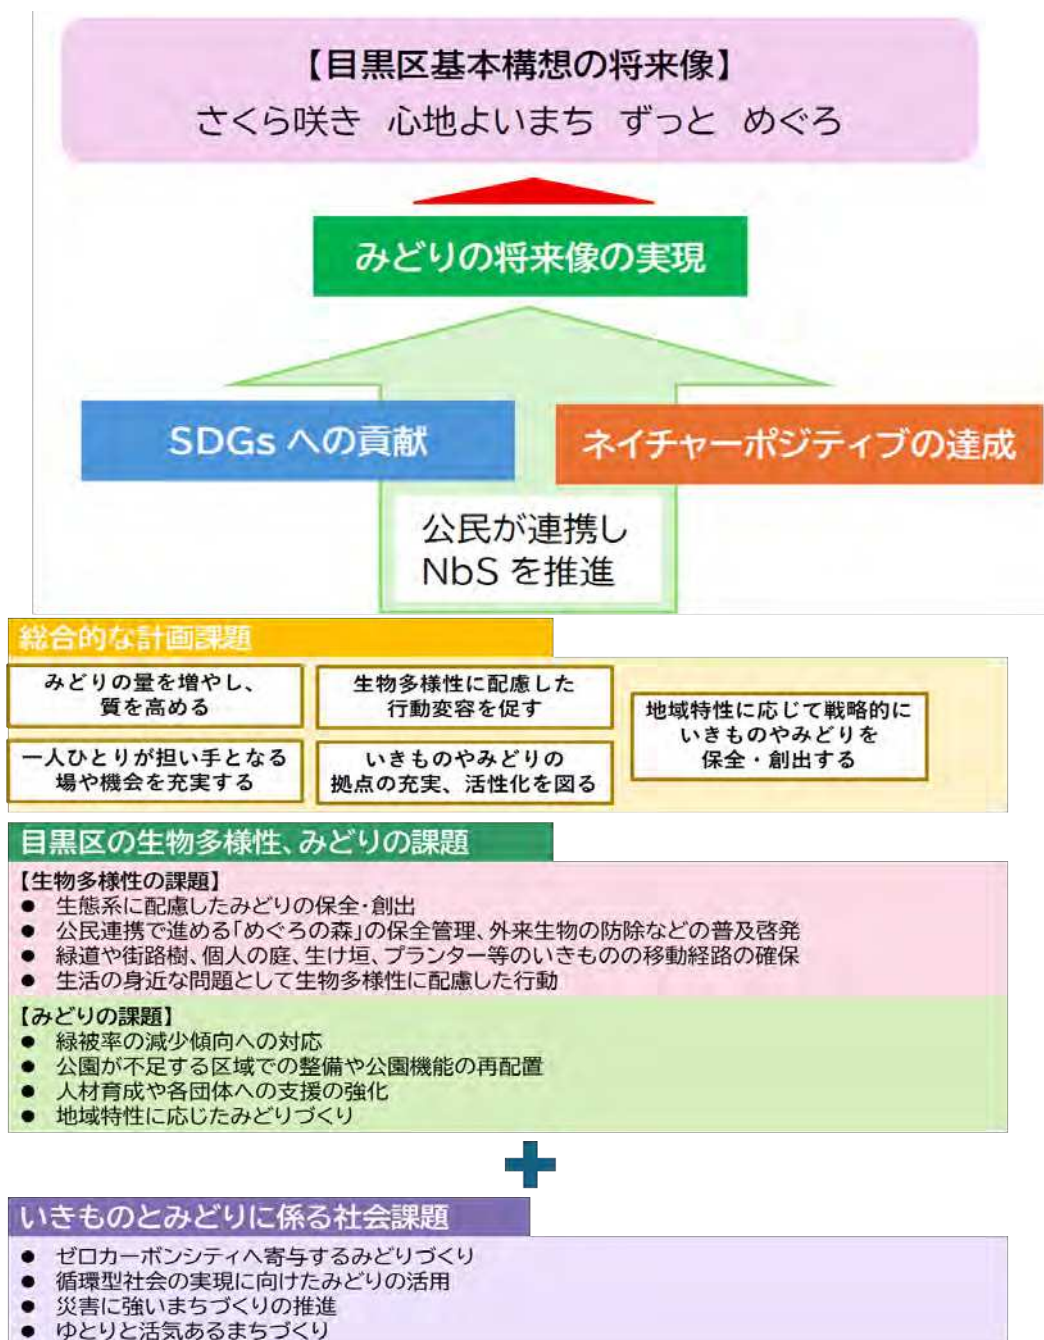 【目黒区基本構想の将来像】
さくら咲き 心地よいまち ずっと めぐろ
みどりの将来像の実現
SDGs への貢献
ネイチャーポジティブの達成
公民が連携し
NbS を推進
総合的な計画課題
みどりの量を増やし、
質を高める
生物多様性に配慮した
行動変容を促す
地域特性に応じて戦略的に
いきものやみどりを
保全・創出する
一人ひとりが担い手となる
場や機会を充実する
いきものやみどりの
拠点の充実、活性化を図る
目黒区の生物多様性、みどりの課題
【生物多様性の課題】
● 生態系に配慮したみどりの保全・創出
● 公民連携で進める「めぐろの森」の保全管理、外来生物の防除などの普及啓発
● 緑道や街路樹、個人の庭、生け垣、プランター等のいきものの移動経路の確保
● 生活の身近な問題として生物多様性に配慮した行動
【みどりの課題】
● 緑被率の減少傾向への対応
● 公園が不足する区域での整備や公園機能の再配置
● 人材育成や各団体への支援の強化
● 地域特性に応じたみどりづくり
いきものとみどりに係る社会課題
● ゼロカーボンシティへ寄与するみどりづくり
● 循環型社会の実現に向けたみどりの活用
● 災害に強いまちづくりの推進
● ゆとりと活気あるまちづくり